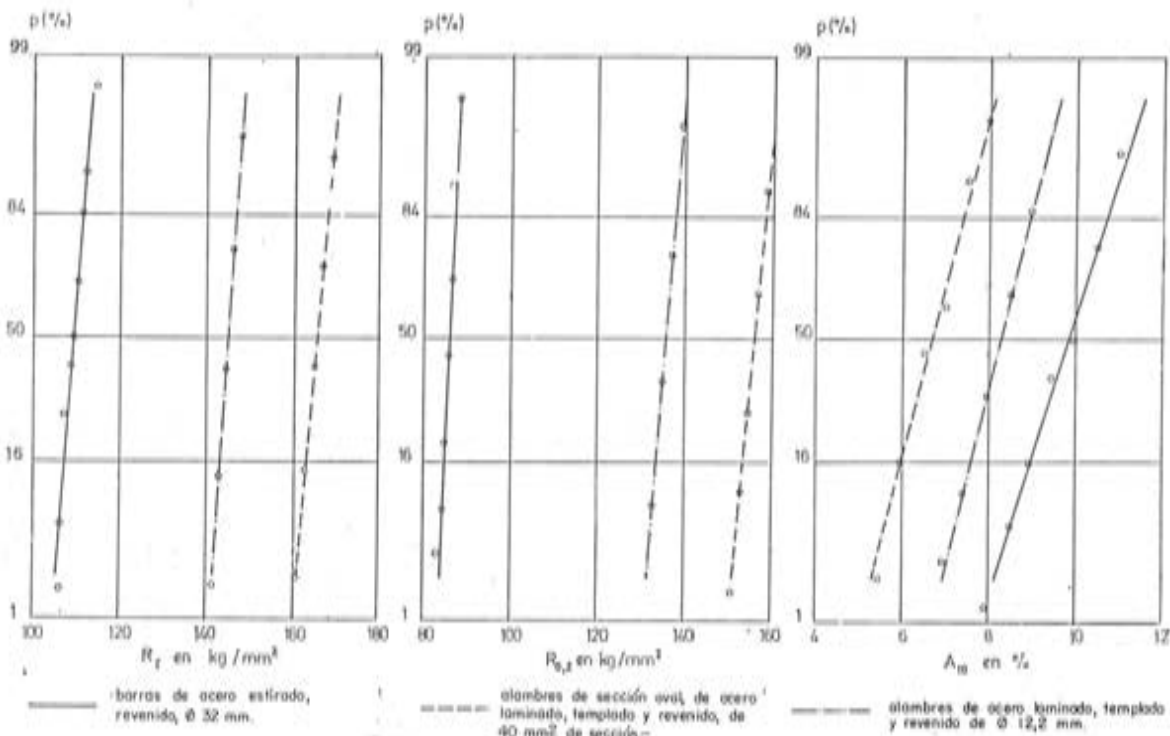 p (%)
99
84
50
16
1
100 120 140 160 180
Rr en kg/mm²
barras de acero estirado,
revenido, Ø 32 mm.
p (%)
99
84
50
16
1
80 100 120 140 160
R0,2 en kg/mm²
alambres de sección oval, de acero
laminado, templado y revenido, de
40 mm2 de sección-
p (%)
99
84
50
16
1
4 6 8 10 12
A10 en %
alambres de acero laminado, templado
y revenido de Ø 12,2 mm.